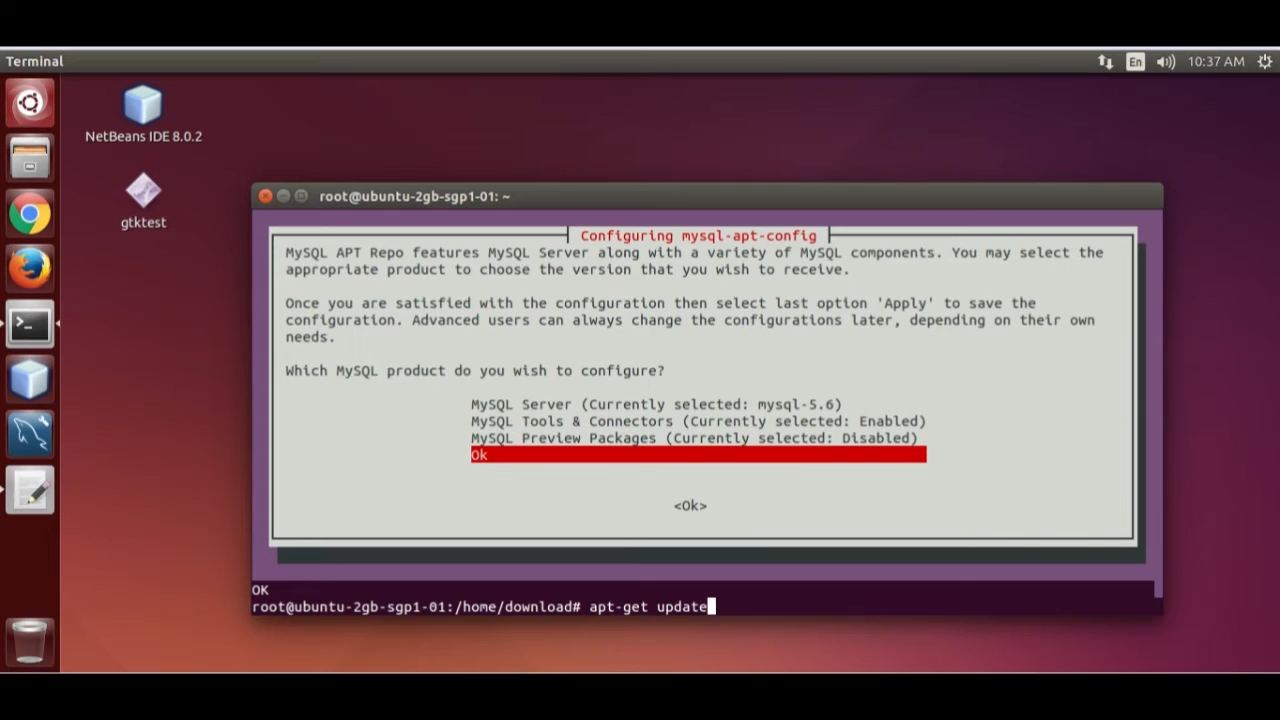 Terminal
En
10:37 AM
NetBeans IDE 8.0.2
gtktest
root@ubuntu-2gb-sgp1-01: ~
Configuring mysql-apt-config
MySQL APT Repo features MySQL Server along with a variety of MySQL components. You may select the
appropriate product to choose the version that you wish to receive.
Once you are satisfied with the configuration then select last option 'Apply' to save the
configuration. Advanced users can always change the configurations later, depending on their own
needs.
Which MySQL product do you wish to configure?
MySQL Server (Currently selected: mysql-5.6)
MySQL Tools & Connectors (Currently selected: Enabled)
MySQL Preview Packages (Currently selected: Disabled)
Ok
<Ok>
OK
root@ubuntu-2gb-sgp1-01:/home/download# apt-get update